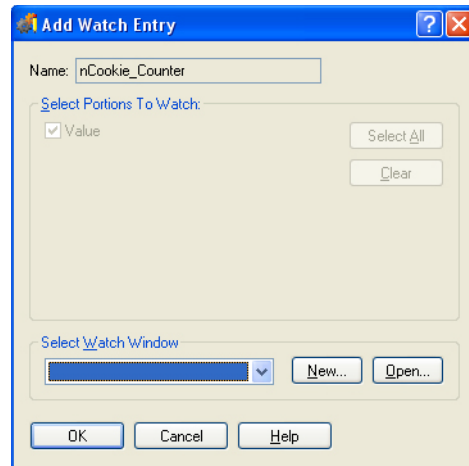 Add Watch Entry
Name: nCookie_Counter
Select Portions To Watch:
Value
Select All
Clear
Select Watch Window
New... Open...
OK Cancel Help